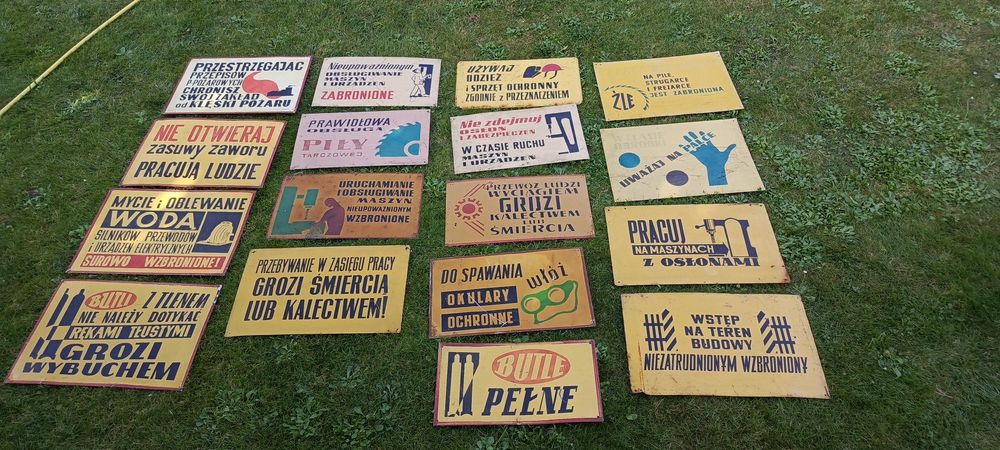 PRZESTRZEGAJĄC
PRZEPISÓW
P. POŻAROWYCH
CHRONISZ
SWÓJ ZAKŁAD
OD KLĘSKI POŻARU
NIE OTWIERAJ
ZASUWY ZAWORU
PRACUJĄ LUDZIE
MYCIE I OBLEWANIE
WODĄ
SILNIKÓW PRZEWODÓW
I URZĄDZEŃ ELEKTRYCZNYCH
SUROWO WZBRONIONE!
BUTLI Z TLENEM
NIE NALEŻY DOTYKAĆ
RĘKAMI TŁUSTYMI
GROZI
WYBUCHEM
Nieupoważnionym
OBSŁUGIWANIE
MASZYN
I URZĄDZEŃ
ZABRONIONE
PRAWIDŁOWA
OBSŁUGA
PIŁY
TARCZOWEJ
URUCHAMIANIE
I OBSŁUGIWANIE
MASZYN
NIEUPOWAŻNIONYM
WZBRONIONE
PRZEBYWANIE W ZASIĘGU PRACY
GROZI ŚMIERCIĄ
LUB KALECTWEM!
UŻYWAJ
ODZIEŻ
I SPRZĘT OCHRONNY
ZGODNIE Z PRZEZNACZENIEM
Nie zdejmuj
OSŁON
I ZABEZPIECZEŃ
W CZASIE RUCHU
MASZYN
I URZĄDZEŃ
PRZEWÓZ LUDZI
WYCIĄGIEM
GROZI
KALECTWEM
LUB
ŚMIERCIĄ
DO SPAWANIA włóż
OKULARY
OCHRONNE
BUTLE
PEŁNE
NA PILE,
STRUGARCE
I FREZARCE
JEST ZABRONIONA
ŹLE
UWAŻAJ NA PALCE
PRACUJ
NA MASZYNACH
Z OSŁONAMI
WSTĘP
NA TEREN
BUDOWY
NIEZATRUDNIONYM WZBRONIONY